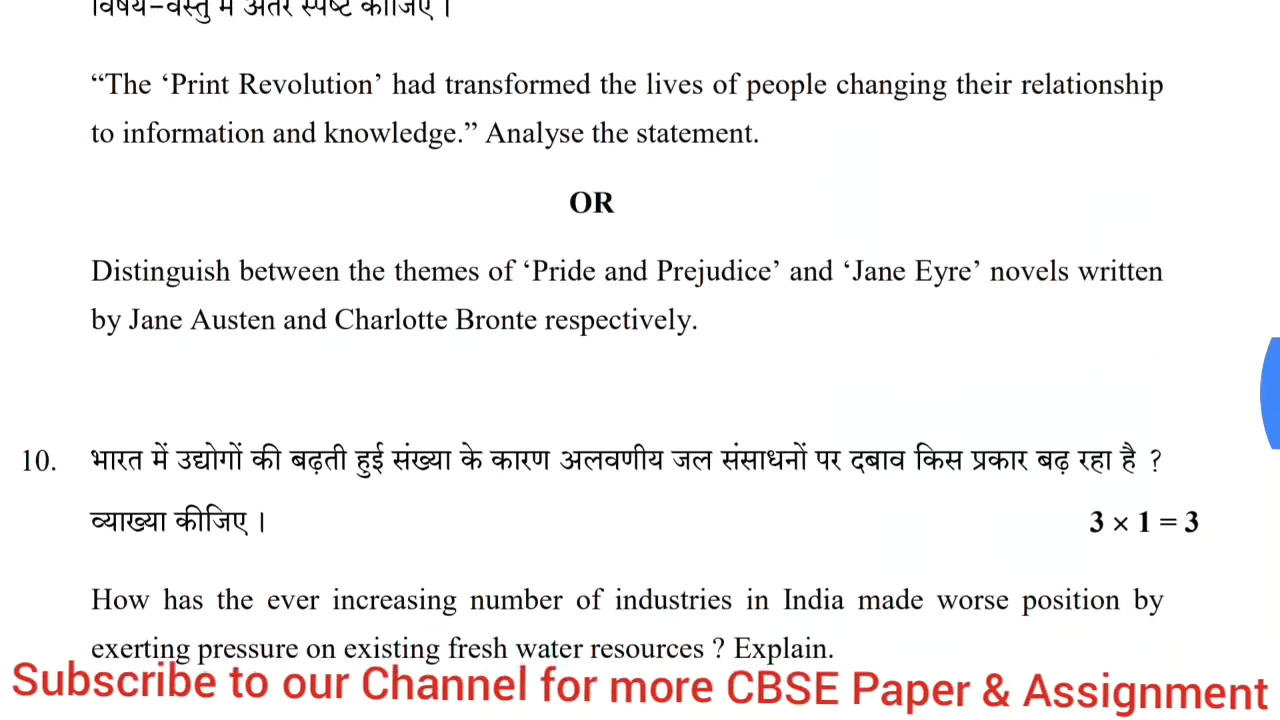 विषय-वस्तु में अंतर स्पष्ट कीजिए ।
“The ‘Print Revolution’ had transformed the lives of people changing their relationship
to information and knowledge.” Analyse the statement.
OR
Distinguish between the themes of ‘Pride and Prejudice’ and ‘Jane Eyre’ novels written
by Jane Austen and Charlotte Bronte respectively.
10. भारत में उद्योगों की बढ़ती हुई संख्या के कारण अलवणीय जल संसाधनों पर दबाव किस प्रकार बढ़ रहा है ?
व्याख्या कीजिए । 3 × 1 = 3
How has the ever increasing number of industries in India made worse position by
exerting pressure on existing fresh water resources ? Explain.
Subscribe to our Channel for more CBSE Paper & Assignment